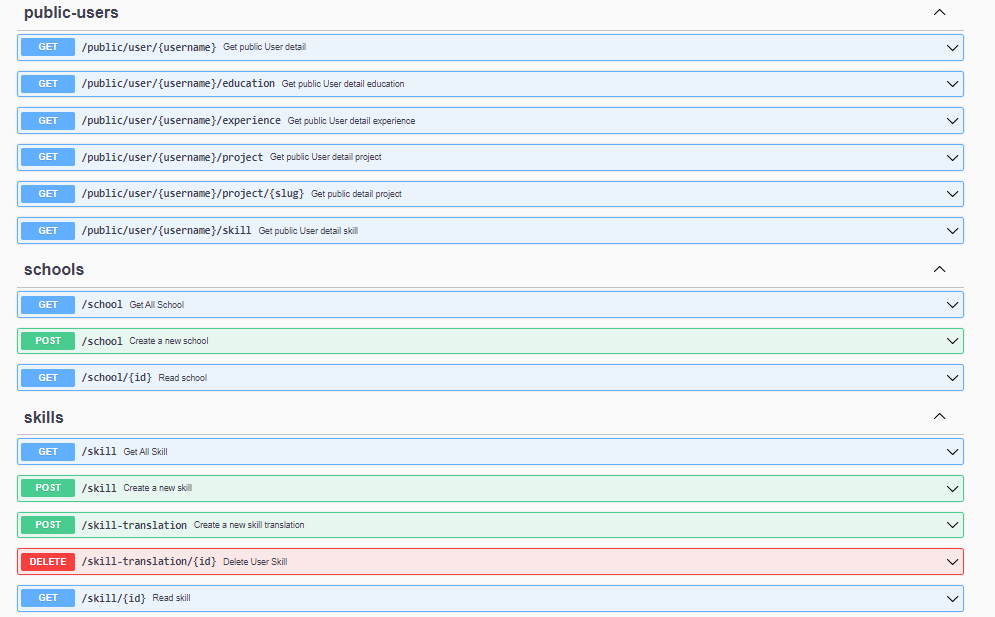 public-users
GET /public/user/{username} Get public User detail
GET /public/user/{username}/education Get public User detail education
GET /public/user/{username}/experience Get public User detail experience
GET /public/user/{username}/project Get public User detail project
GET /public/user/{username}/project/{slug} Get public detail project
GET /public/user/{username}/skill Get public User detail skill
schools
GET /school Get All School
POST /school Create a new school
GET /school/{id} Read school
skills
GET /skill Get All Skill
POST /skill Create a new skill
POST /skill-translation Create a new skill translation
DELETE /skill-translation/{id} Delete User Skill
GET /skill/{id} Read skill